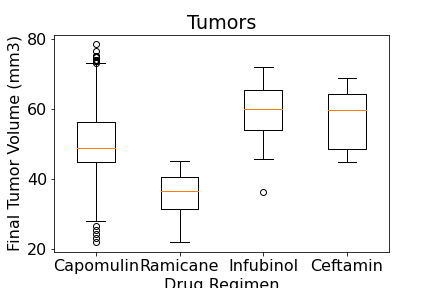 Tumors
Final Tumor Volume (mm3)
80
60
40
20
Capomulin Ramicane Infubinol Ceftamin
Drug Regimen